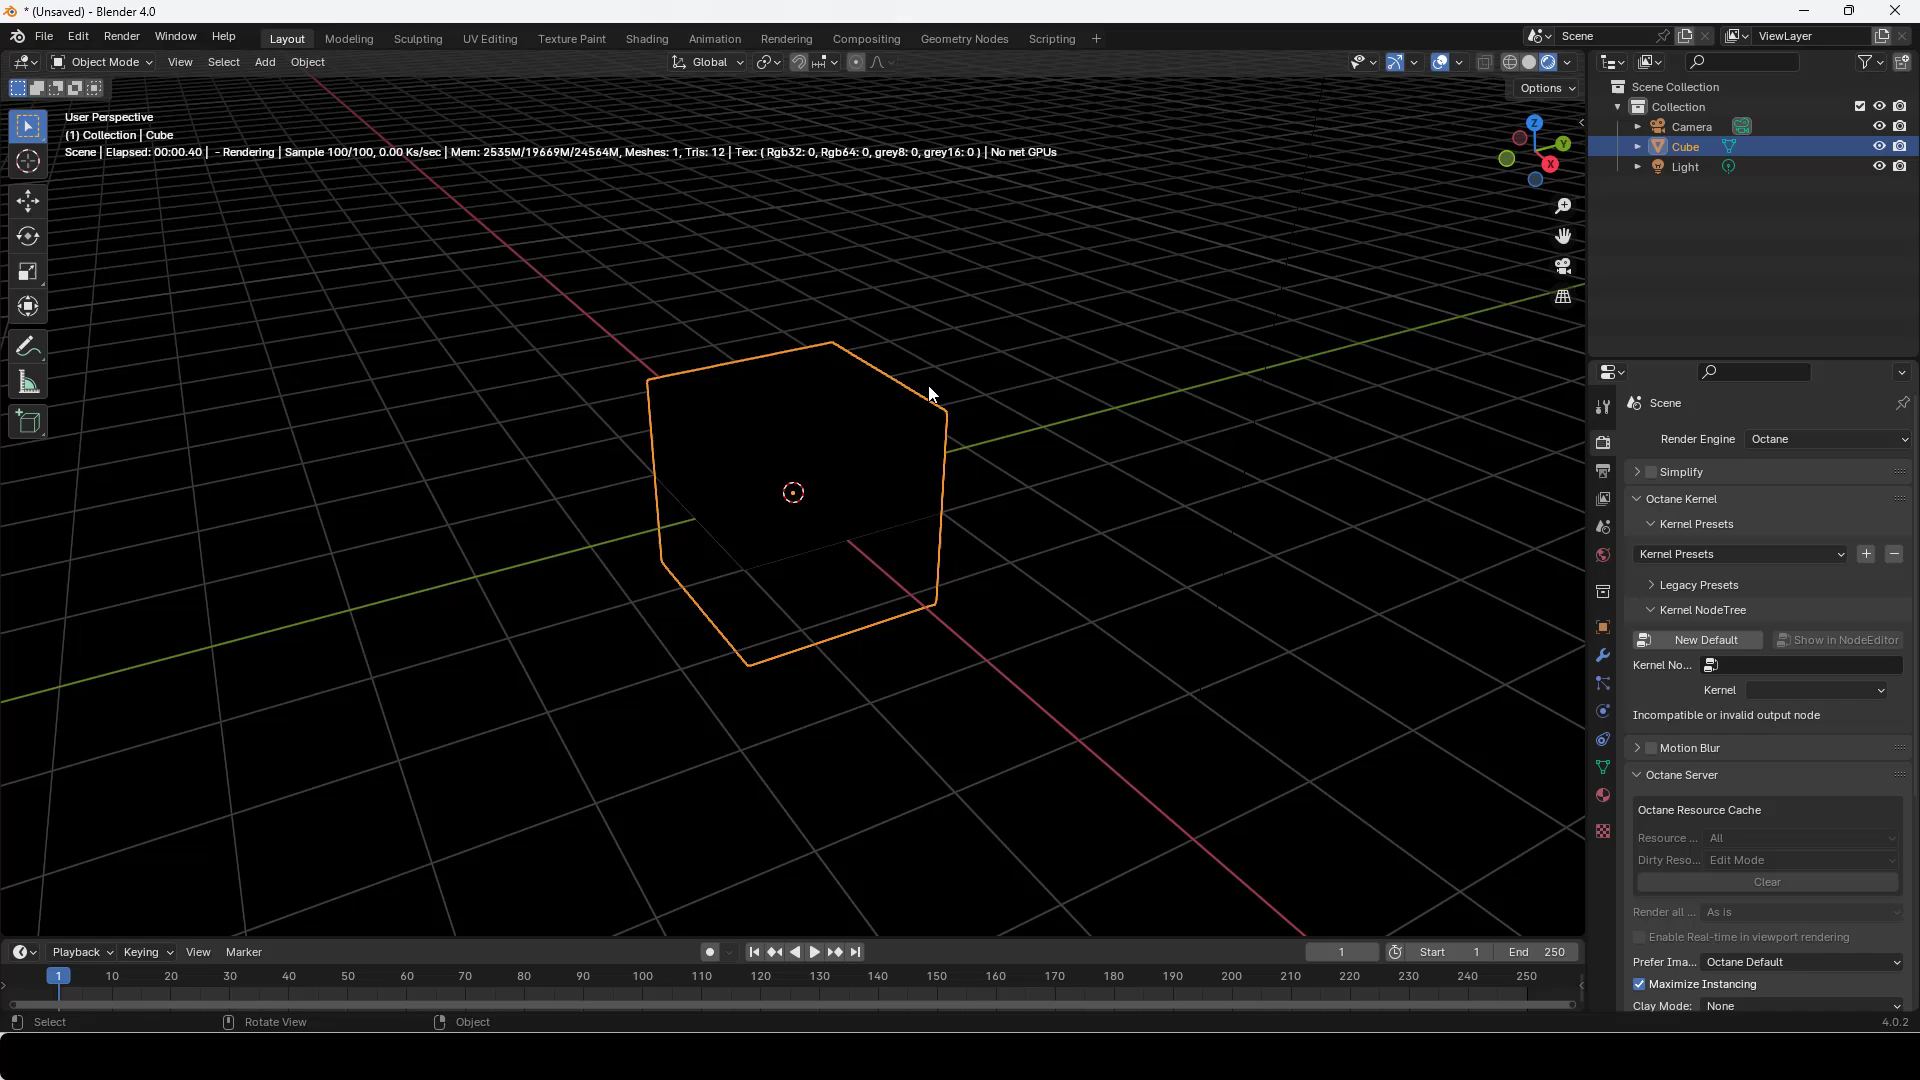 * (Unsaved) - Blender 4.0
File Edit Render Window Help Layout Modeling Sculpting UV Editing Texture Paint Shading Animation Rendering Compositing Geometry Nodes Scripting + Scene ViewLayer
Object Mode View Select Add Object Global
Options
User Perspective
(1) Collection | Cube
Scene | Elapsed: 00:00.40 | - Rendering | Sample 100/100, 0.00 Ks/sec | Mem: 2535M/19669M/24564M, Meshes: 1, Tris: 12 | Tex: ( Rgb32: 0, Rgb64: 0, grey8: 0, grey16: 0 ) | No net GPUs
Z
Y
X
Scene Collection
Collection
Camera
Cube
Light
Scene
Render Engine Octane
Simplify
Octane Kernel
Kernel Presets
Kernel Presets
Legacy Presets
Kernel NodeTree
New Default Show in NodeEditor
Kernel No...
Kernel
Incompatible or invalid output node
Motion Blur
Octane Server
Octane Resource Cache
Resource ... All
Dirty Reso... Edit Mode
Clear
Render all ... As is
Enable Real-time in viewport rendering
Prefer Ima... Octane Default
Maximize Instancing
Clay Mode: None
Playback Keying View Marker 1 Start 1 End 250
1 10 20 30 40 50 60 70 80 90 100 110 120 130 140 150 160 170 180 190 200 210 220 230 240 250
Select Rotate View Object 4.0.2